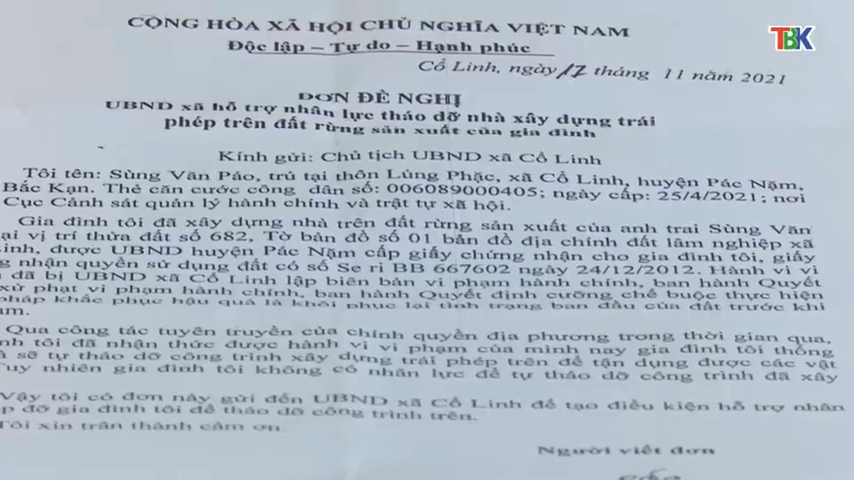 TBK
CỘNG HÒA XÃ HỘI CHỦ NGHĨA VIỆT NAM
Độc lập – Tự do – Hạnh phúc
Cổ Linh, ngày 17 tháng 11 năm 2021
ĐƠN ĐỀ NGHỊ
UBND xã hỗ trợ nhân lực tháo dỡ nhà xây dựng trái
phép trên đất rừng sản xuất của gia đình
Kính gửi: Chủ tịch UBND xã Cổ Linh
Tôi tên: Sùng Văn Páo, trú tại thôn Lủng Phặc, xã Cổ Linh, huyện Pác Nặm,
Bắc Kạn. Thẻ căn cước công dân số: 006089000405; ngày cấp: 25/4/2021; nơi
Cục Cảnh sát quản lý hành chính và trật tự xã hội.
Gia đình tôi đã xây dựng nhà trên đất rừng sản xuất của anh trai Sùng Văn
ại vị trí thửa đất số 682, Tờ bản đồ số 01 bản đồ địa chính đất lâm nghiệp xã
inh, được UBND huyện Pác Nặm cấp giấy chứng nhận cho gia đình tôi, giấy
g nhận quyền sử dụng đất có số Se ri BB 667602 ngày 24/12/2012. Hành vi vi
đã bị UBND xã Cổ Linh lập biên bản vi phạm hành chính, ban hành Quyết
xử phạt vi phạm hành chính, ban hành Quyết định cưỡng chế buộc thực hiện
pháp khắc phục hậu quả là khôi phục lại tình trạng ban đầu của đất trước khi
ạm.
Qua công tác tuyên truyền của chính quyền địa phương trong thời gian qua,
nh tôi đã nhận thức được hành vi vi phạm của mình nay gia đình tôi thống
à sẽ tự tháo dỡ công trình xây dựng trái phép trên để tận dụng được các vật
uy nhiên gia đình tôi không có nhân lực để tự tháo dỡ công trình đã xây
Vậy tôi có đơn này gửi đến UBND xã Cổ Linh để tạo điều kiện hỗ trợ nhân
p đỡ gia đình tôi để tháo dỡ công trình trên.
Tôi xin trân thành cảm ơn.
Người viết đơn